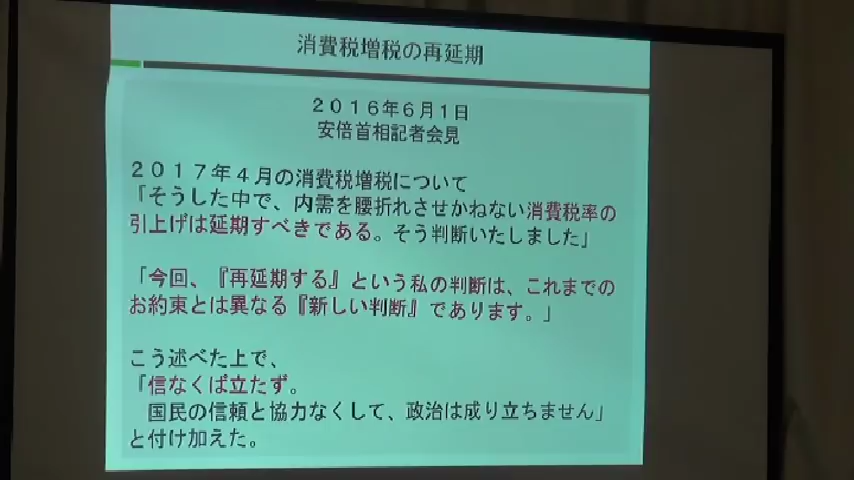 消費税増税の再延期
２０１６年６月１日
安倍首相記者会見
２０１７年４月の消費税増税について
「そうした中で、内需を腰折れさせかねない消費税率の
引上げは延期すべきである。そう判断いたしました」
「今回、『再延期する』という私の判断は、これまでの
お約束とは異なる『新しい判断』であります。」
こう述べた上で、
「信なくば立たず。
国民の信頼と協力なくして、政治は成り立ちません」
と付け加えた。